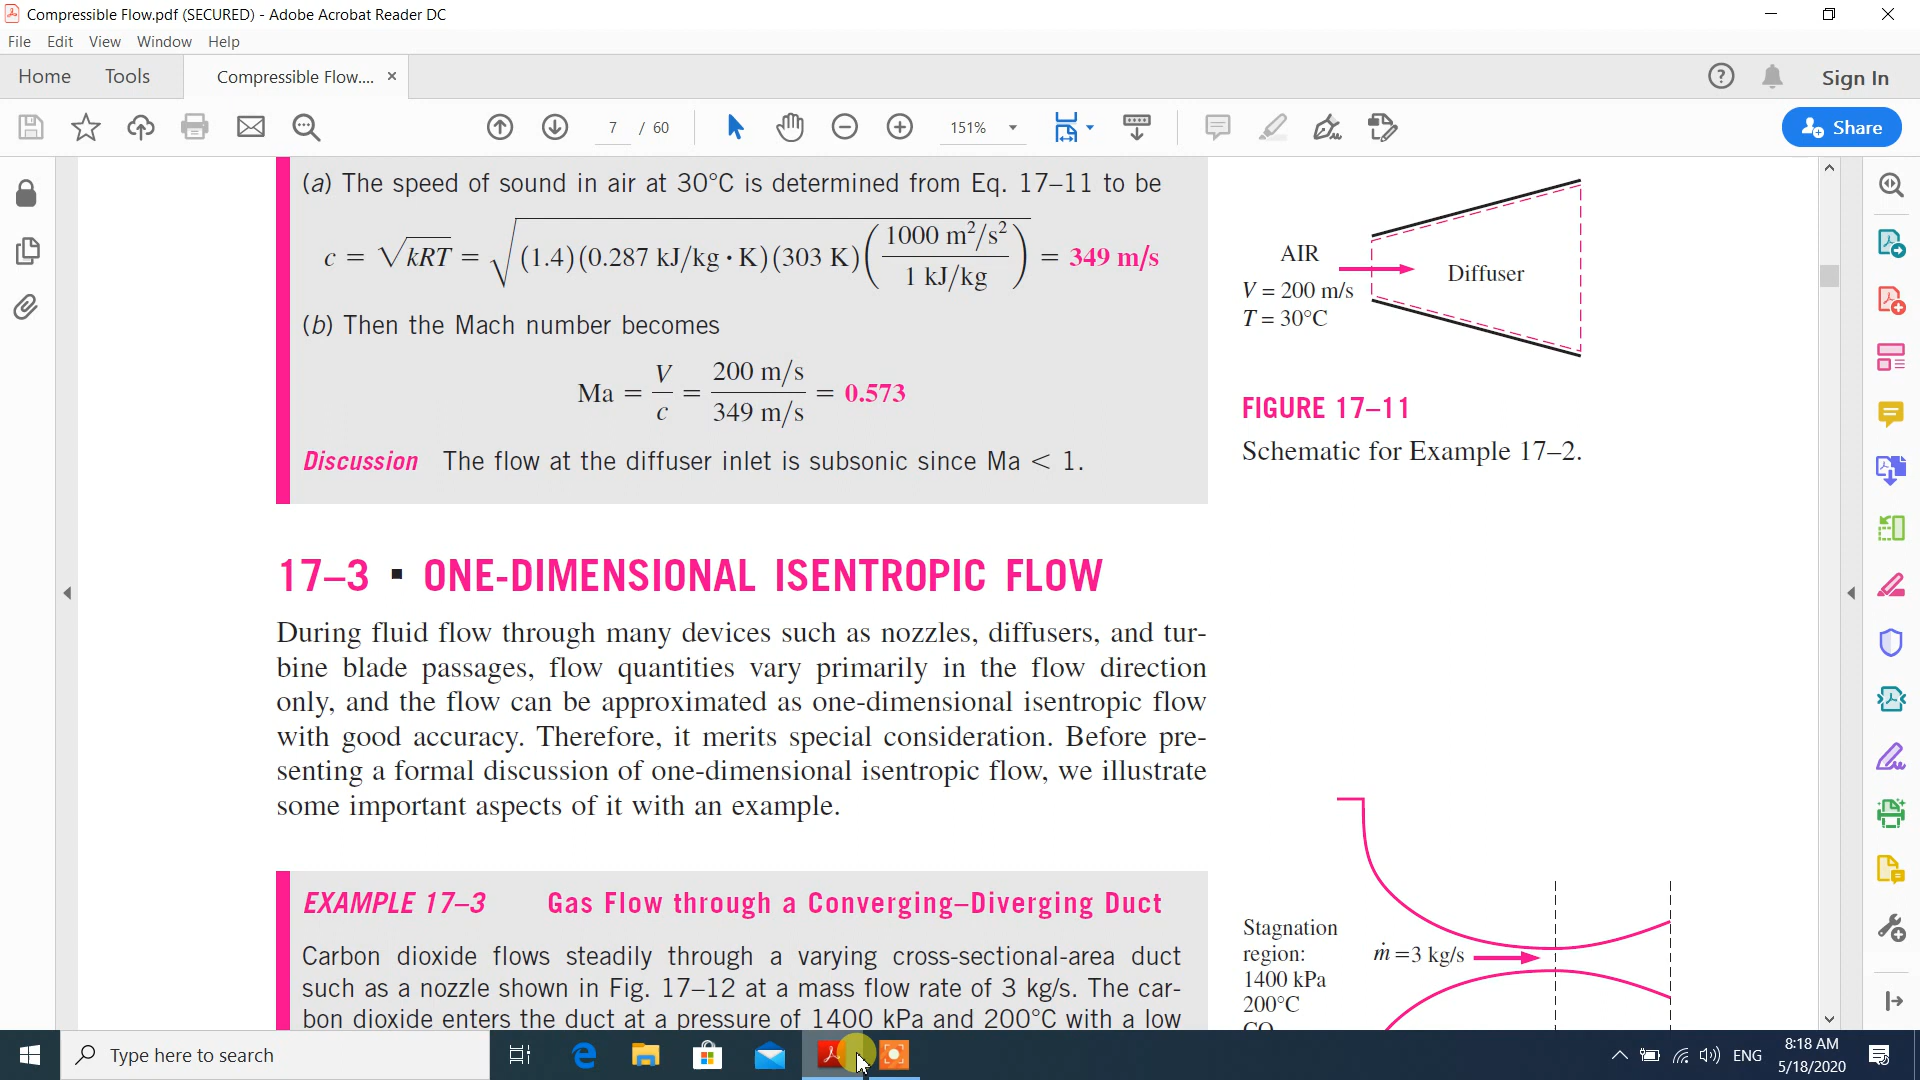 Compressible Flow.pdf (SECURED) - Adobe Acrobat Reader DC
File Edit View Window Help
Home Tools Compressible Flow.... × Sign In
7 / 60 151% Share
(a) The speed of sound in air at 30°C is determined from Eq. 17–11 to be
c = √kRT = √(1.4)(0.287 kJ/kg · K)(303 K)(1000 m²/s² / 1 kJ/kg) = 349 m/s
(b) Then the Mach number becomes
Ma = V/c = 200 m/s / 349 m/s = 0.573
Discussion The flow at the diffuser inlet is subsonic since Ma < 1.
AIR
Diffuser
V = 200 m/s
T = 30°C
FIGURE 17–11
Schematic for Example 17–2.
17–3 ▪ ONE-DIMENSIONAL ISENTROPIC FLOW
During fluid flow through many devices such as nozzles, diffusers, and tur-
bine blade passages, flow quantities vary primarily in the flow direction
only, and the flow can be approximated as one-dimensional isentropic flow
with good accuracy. Therefore, it merits special consideration. Before pre-
senting a formal discussion of one-dimensional isentropic flow, we illustrate
some important aspects of it with an example.
EXAMPLE 17–3 Gas Flow through a Converging–Diverging Duct
Carbon dioxide flows steadily through a varying cross-sectional-area duct
such as a nozzle shown in Fig. 17–12 at a mass flow rate of 3 kg/s. The car-
bon dioxide enters the duct at a pressure of 1400 kPa and 200°C with a low
Stagnation
region:
1400 kPa
200°C
ṁ = 3 kg/s
Type here to search
ENG
8:18 AM
5/18/2020